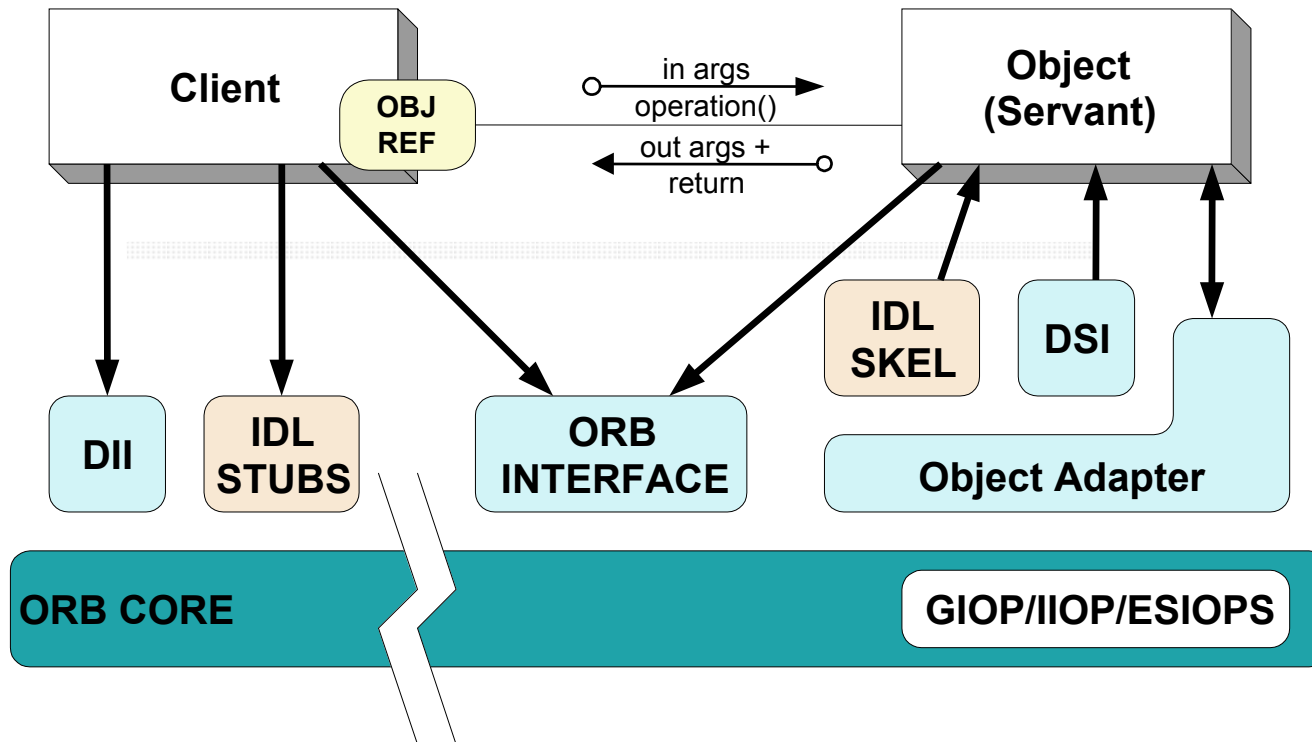 Client
OBJ
REF
in args
operation()
out args +
return
Object
(Servant)
DII
IDL
STUBS
ORB
INTERFACE
IDL
SKEL
DSI
Object Adapter
ORB CORE
GIOP/IIOP/ESIOPS